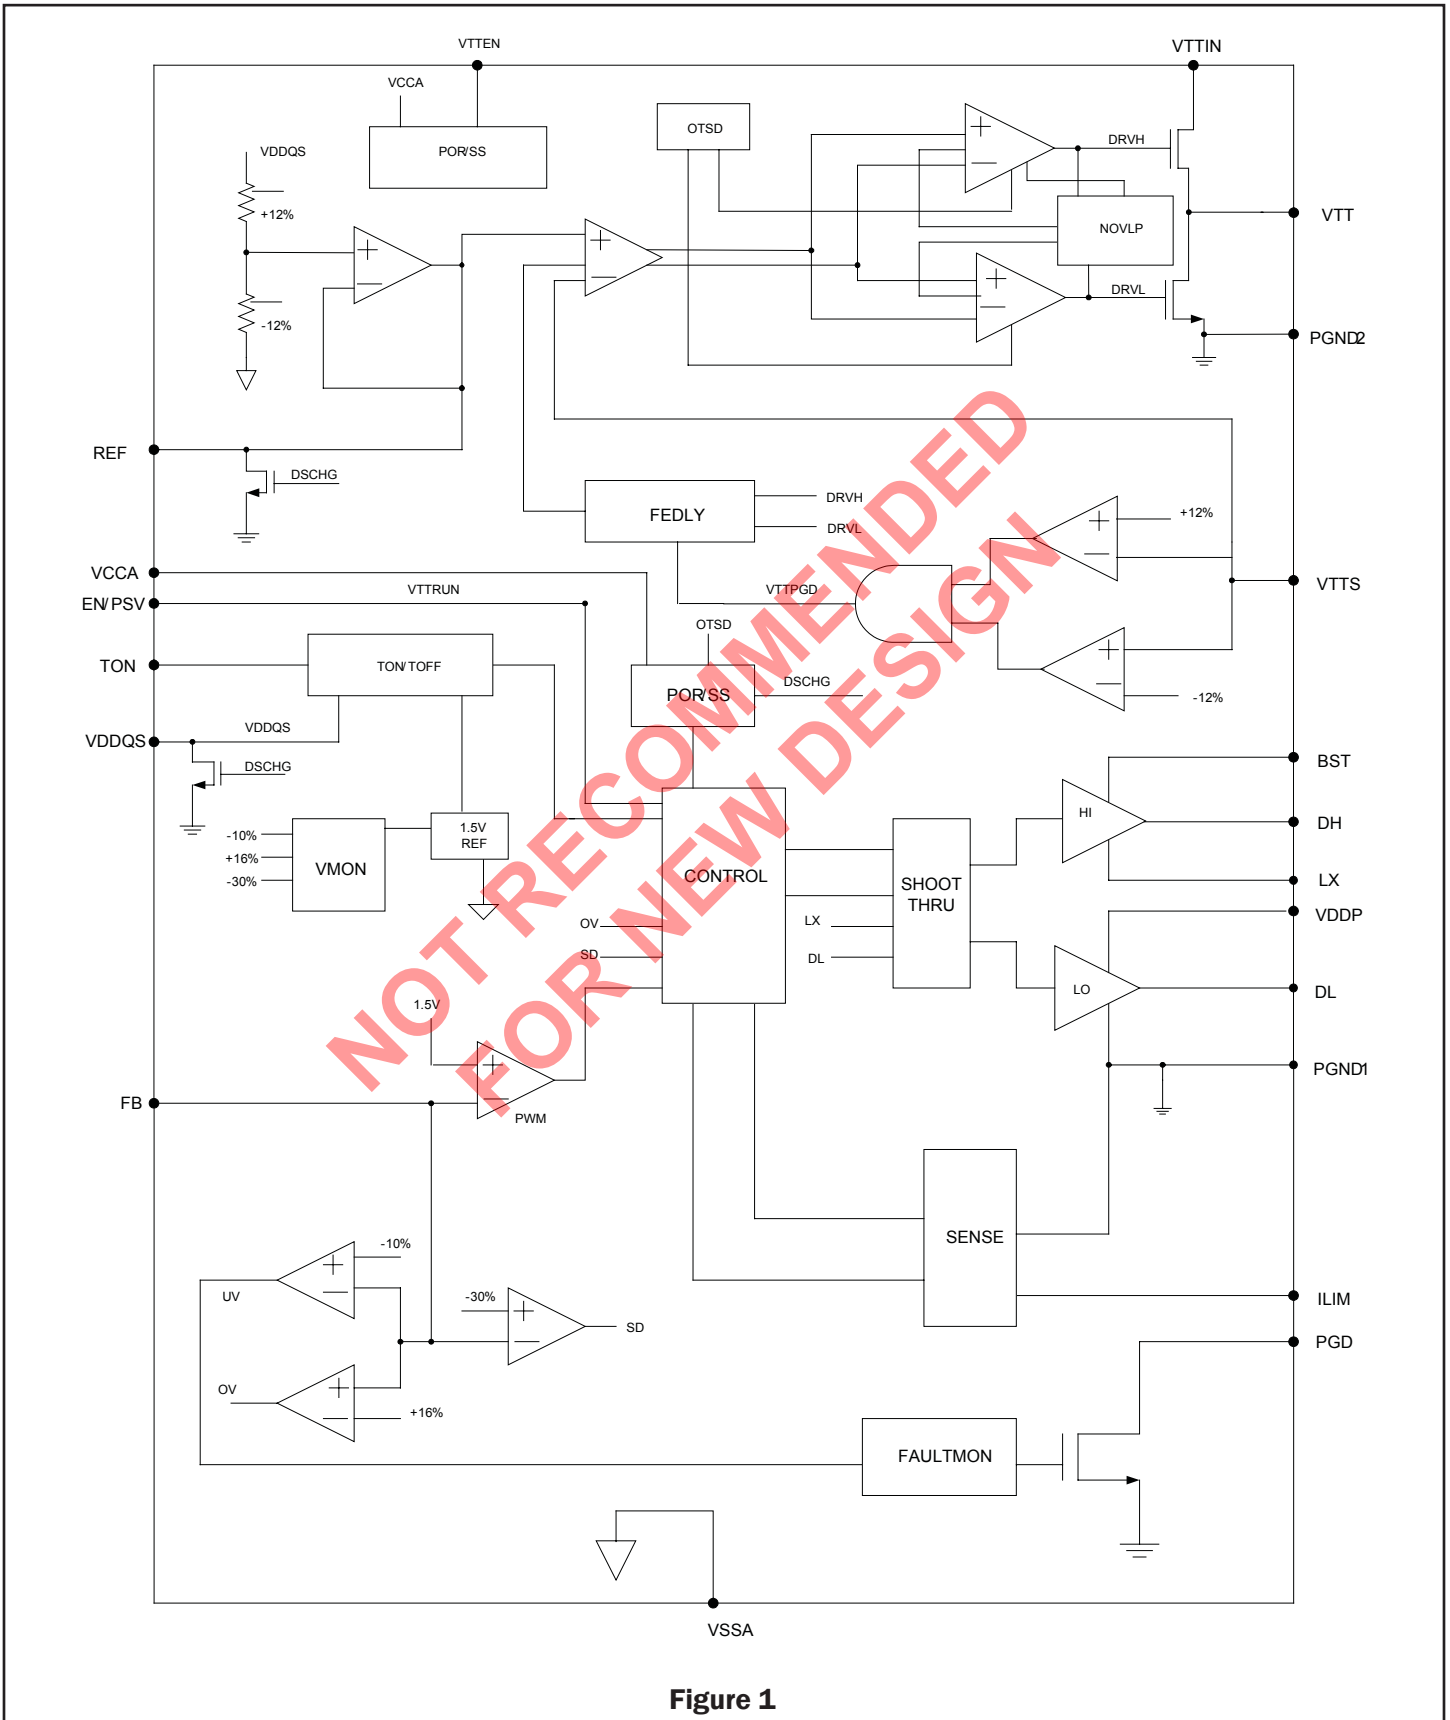 VTTEN
VTTIN
VCCA
POR/SS
OTSD
DRVH
VDDQS
+12%
-12%
NOVLP
VTT
DRVL
PGND2
REF
DSCHG
FEDLY
DRVH
DRVL
+12%
VCCA
EN/PSV
VTTRUN
VTTPGD
VTTS
OTSD
TON
TON/TOFF
POR/SS
DSCHG
-12%
VDDQS
VDDQS
DSCHG
BST
HI
DH
-10%
+16%
-30%
VMON
1.5V
REF
CONTROL
SHOOT
THRU
LX
VDDP
OV
SD
LX
DL
LO
DL
1.5V
PWM
PGND1
FB
SENSE
-10%
UV
-30%
SD
ILIM
PGD
OV
+16%
FAULTMON
VSSA
NOT RECOMMENDED
FOR NEW DESIGN
Figure 1